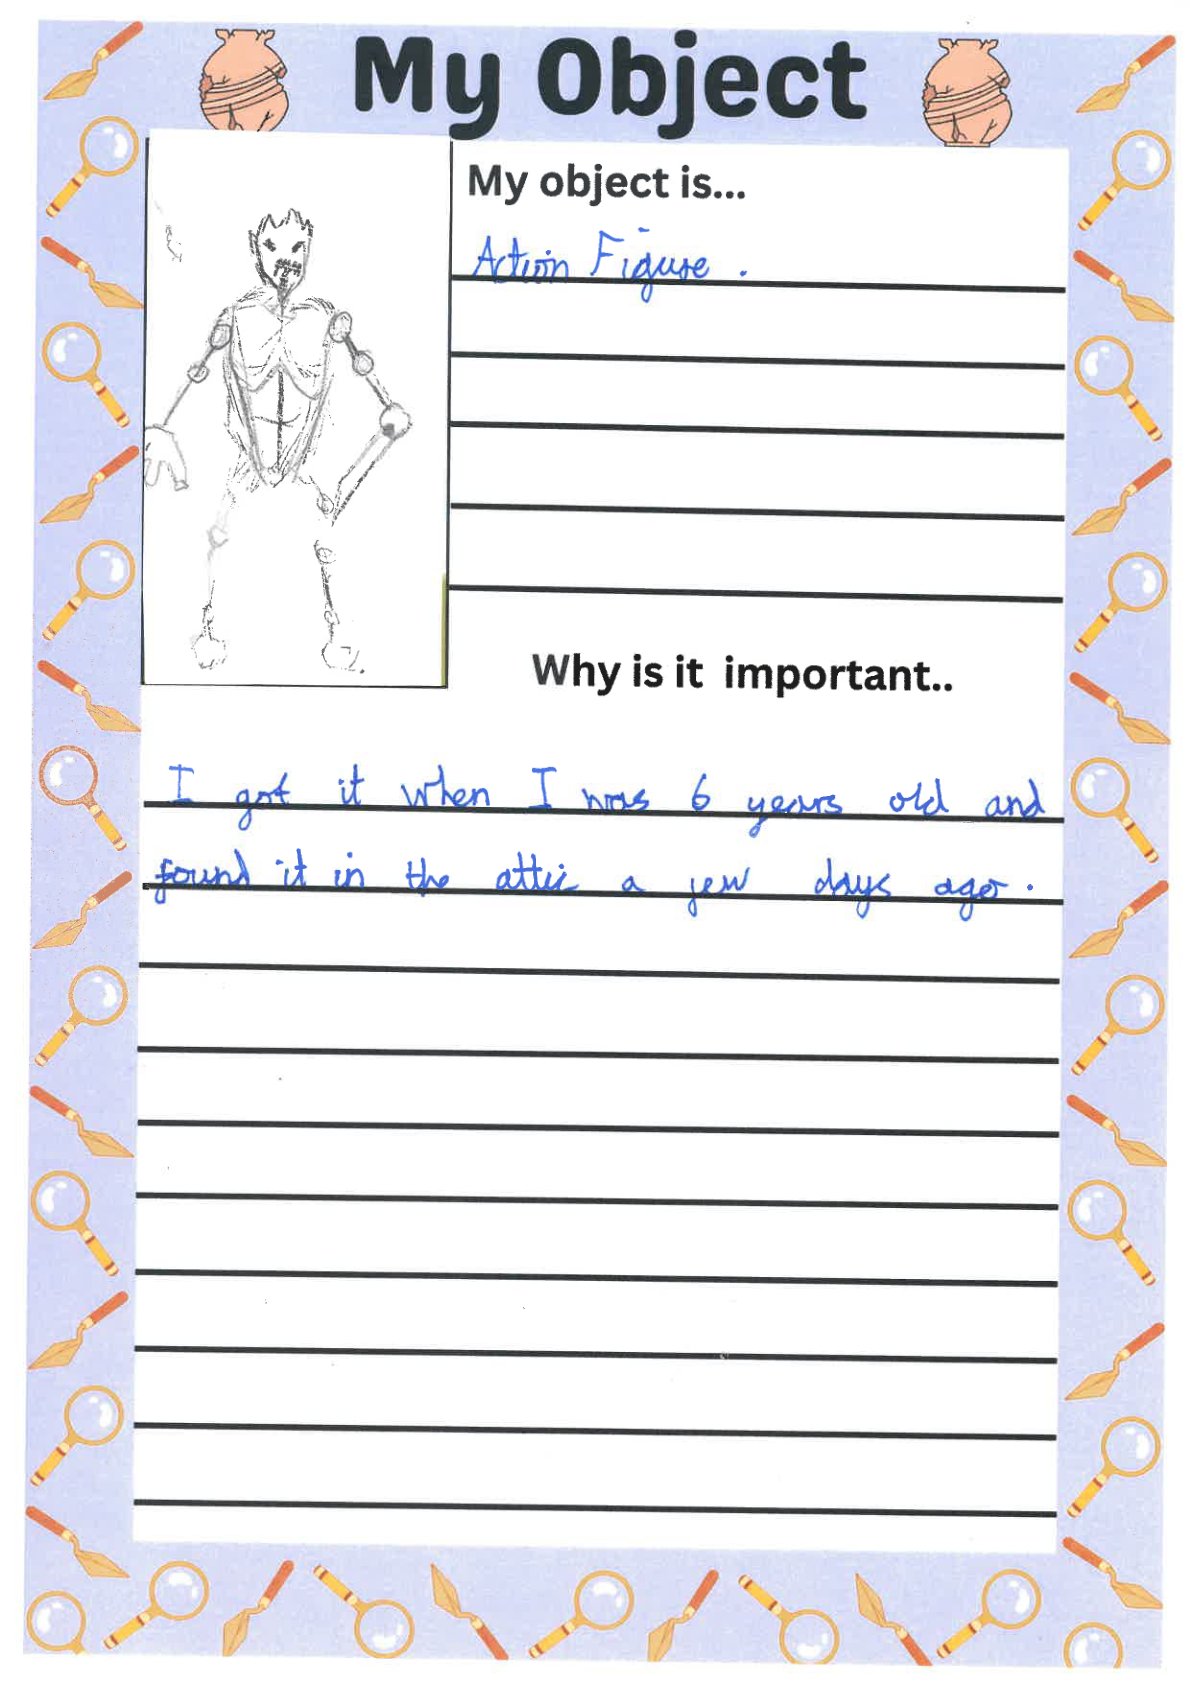 My Object
My object is...
Action Figure.
Why is it important..
I got it when I was 6 years old and
found it in the attic a few days ago.